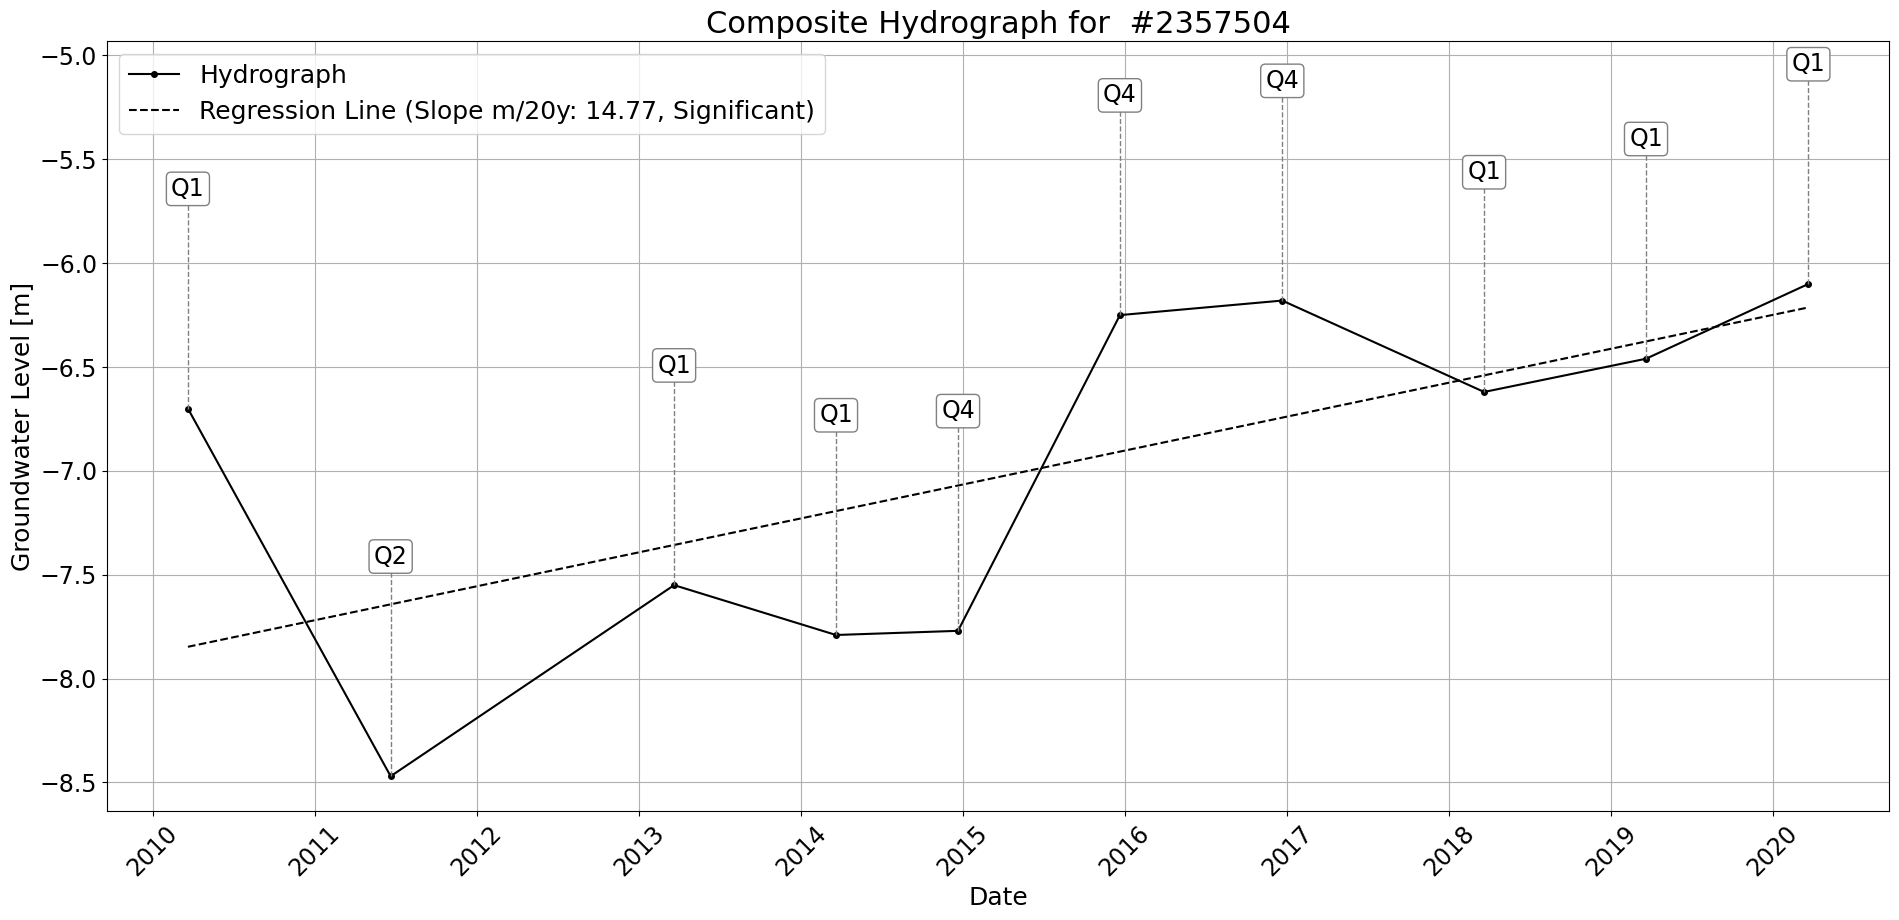 Composite Hydrograph for  #2357504
Hydrograph
Regression Line (Slope m/20y: 14.77, Significant)
−5.0
−5.5
−6.0
−6.5
−7.0
−7.5
−8.0
−8.5
Groundwater Level [m]
Q1
Q2
Q1
Q1
Q4
Q4
Q4
Q1
Q1
Q1
2010
2011
2012
2013
2014
2015
2016
2017
2018
2019
2020
Date